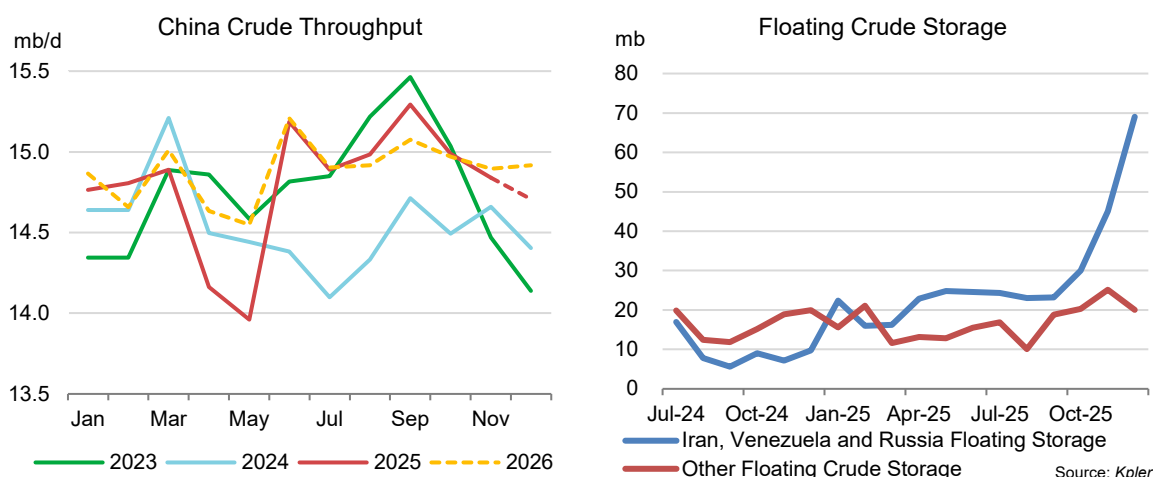 China Crude Throughput
mb/d
15.5
15.0
14.5
14.0
13.5
Jan Mar May Jul Sep Nov
2023 2024 2025 2026
Floating Crude Storage
mb
80
70
60
50
40
30
20
10
0
Jul-24 Oct-24 Jan-25 Apr-25 Jul-25 Oct-25
Iran, Venezuela and Russia Floating Storage
Other Floating Crude Storage
Source: Kpler